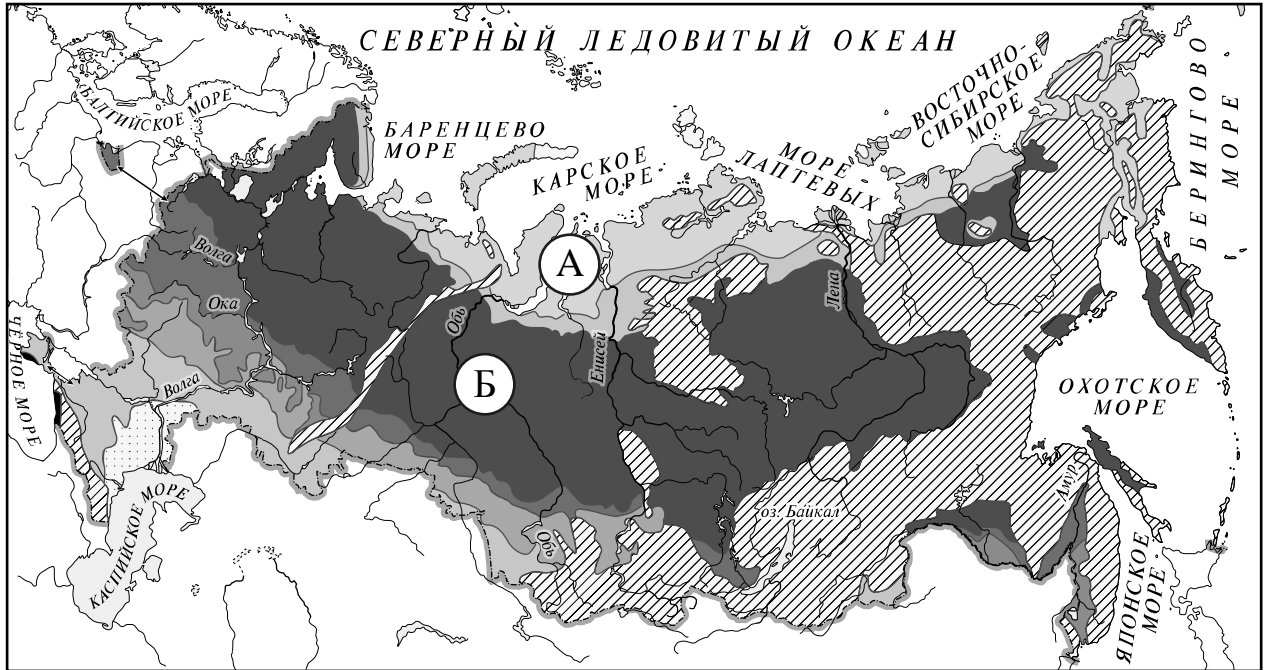 СЕВЕРНЫЙ ЛЕДОВИТЫЙ ОКЕАН
БАЛТИЙСКОЕ МОРЕ
БАРЕНЦЕВО
МОРЕ
КАРСКОЕ
МОРЕ
МОРЕ
ЛАПТЕВЫХ
ВОСТОЧНО-
СИБИРСКОЕ
МОРЕ
БЕРИНГОВО
МОРЕ
А
Волга
Ока
Обь
Енисей
Лена
Б
ЧЕРНОЕ МОРЕ
Волга
ОХОТСКОЕ
МОРЕ
КАСПИЙСКОЕ МОРЕ
Обь
оз. Байкал
Амур
ЯПОНСКОЕ
МОРЕ